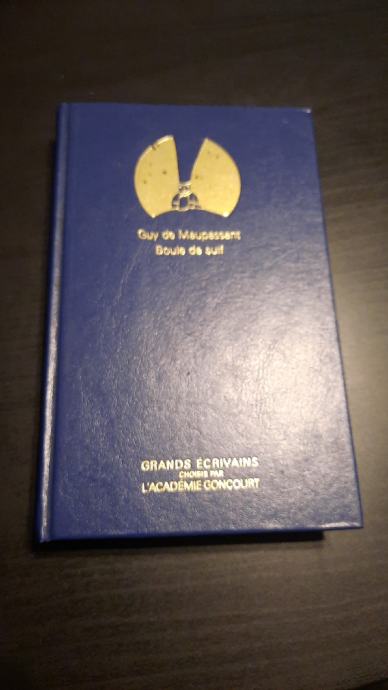 Guy de Maupassant
Boule de suif
GRANDS ÉCRIVAINS
CHOISIS PAR
L'ACADÉMIE GONCOURT